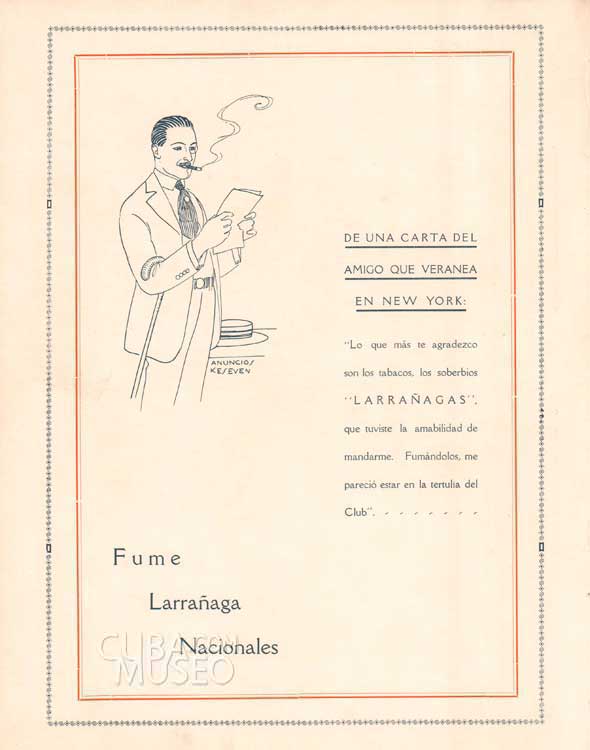 ANUNCIOS
KESEVEN
DE UNA CARTA DEL
AMIGO QUE VERANEA
EN NEW YORK:
"Lo que más te agradezco
son los tabacos, los soberbios
"LARRAÑAGAS",
que tuviste la amabilidad de
mandarme. Fumándolos, me
pareció estar en la tertulia del
Club".
Fume
Larrañaga
Nacionales
CUBA CON
MUSEO